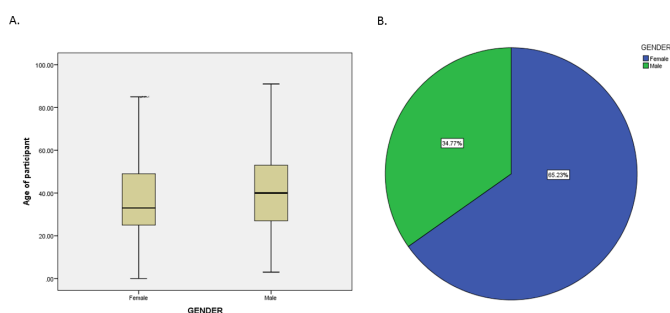 A.
100.00
80.00
60.00
40.00
20.00
.00
Age of participant
Female
Male
GENDER
B.
GENDER
Female
Male
34.77%
65.23%